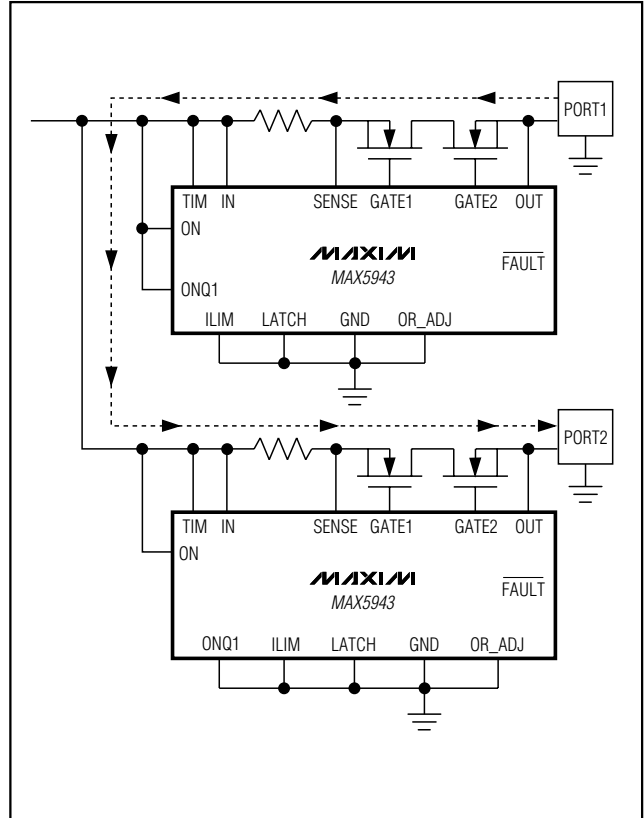 PORT1
TIM IN SENSE GATE1 GATE2 OUT
ON
MAXIM FAULT
MAX5943
ONQ1
ILIM LATCH GND OR_ADJ
PORT2
TIM IN SENSE GATE1 GATE2 OUT
ON
MAXIM FAULT
MAX5943
ONQ1 ILIM LATCH GND OR_ADJ